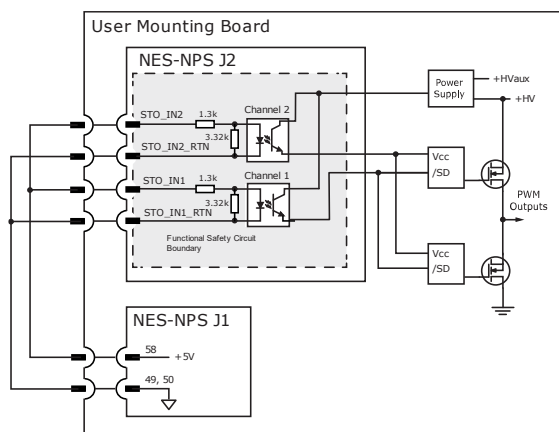 User Mounting Board
NES-NPS J2
+HVaux
Power
Supply
+HV
Channel 2
STO_IN2
1.3k
3.32k
STO_IN2_RTN
Channel 1
STO_IN1
1.3k
3.32k
STO_IN1_RTN
Functional Safety Circuit
Boundary
Vcc
/SD
PWM
Outputs
Vcc
/SD
NES-NPS J1
58
+5V
49, 50